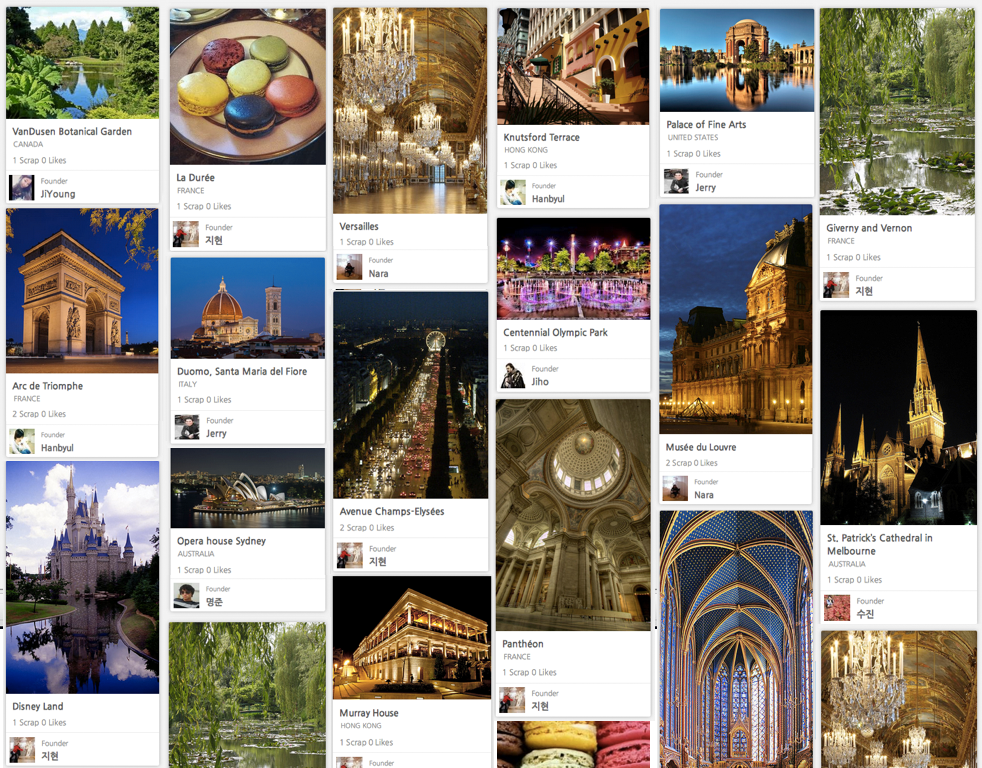 VanDusen Botanical Garden
CANADA
1 Scrap 0 Likes
Founder
JiYoung
Arc de Triomphe
FRANCE
2 Scrap 0 Likes
Founder
Hanbyul
Disney Land
1 Scrap 0 Likes
Founder
지현
La Durée
FRANCE
1 Scrap 0 Likes
Founder
지현
Duomo, Santa Maria del Fiore
ITALY
1 Scrap 0 Likes
Founder
Jerry
Opera house Sydney
AUSTRALIA
1 Scrap 0 Likes
Founder
명준
Versailles
1 Scrap 0 Likes
Founder
Nara
Avenue Champs-Elysées
2 Scrap 0 Likes
Founder
지현
Murray House
HONG KONG
1 Scrap 0 Likes
Founder
Knutsford Terrace
HONG KONG
1 Scrap 0 Likes
Founder
Hanbyul
Centennial Olympic Park
1 Scrap 0 Likes
Founder
Jiho
Panthéon
FRANCE
1 Scrap 0 Likes
Founder
지현
Palace of Fine Arts
UNITED STATES
1 Scrap 0 Likes
Founder
Jerry
Musée du Louvre
2 Scrap 0 Likes
Founder
Nara
Giverny and Vernon
FRANCE
1 Scrap 0 Likes
Founder
지현
St. Patrick's Cathedral in
Melbourne
AUSTRALIA
1 Scrap 0 Likes
Founder
수진